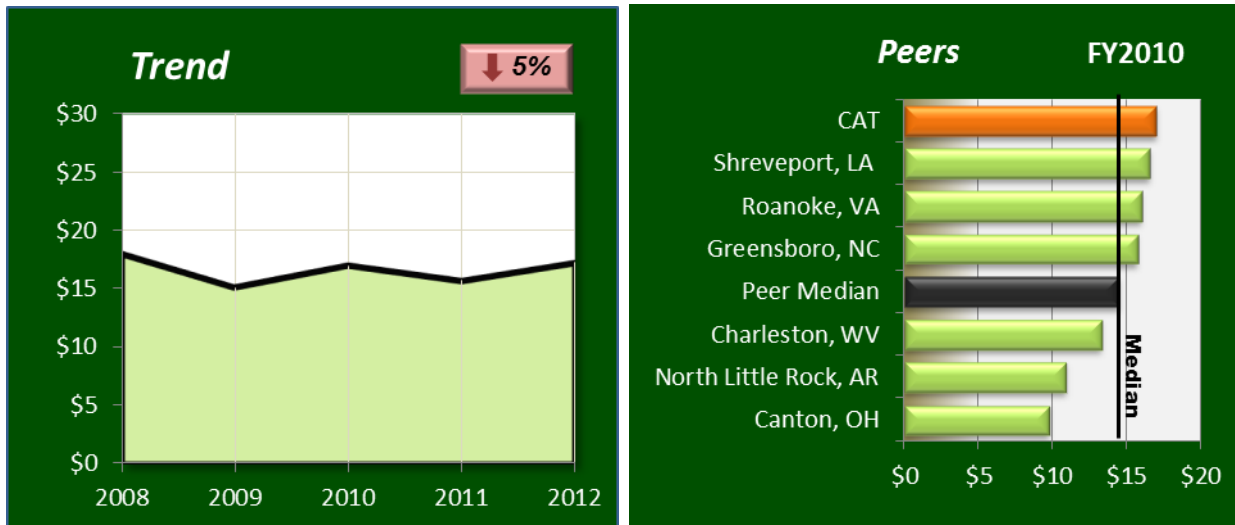 Trend
5%
$30
$25
$20
$15
$10
$5
$0
2008 2009 2010 2011 2012
Peers FY2010
CAT
Shreveport, LA
Roanoke, VA
Greensboro, NC
Peer Median
Charleston, WV
North Little Rock, AR
Canton, OH
Median
$0 $5 $10 $15 $20